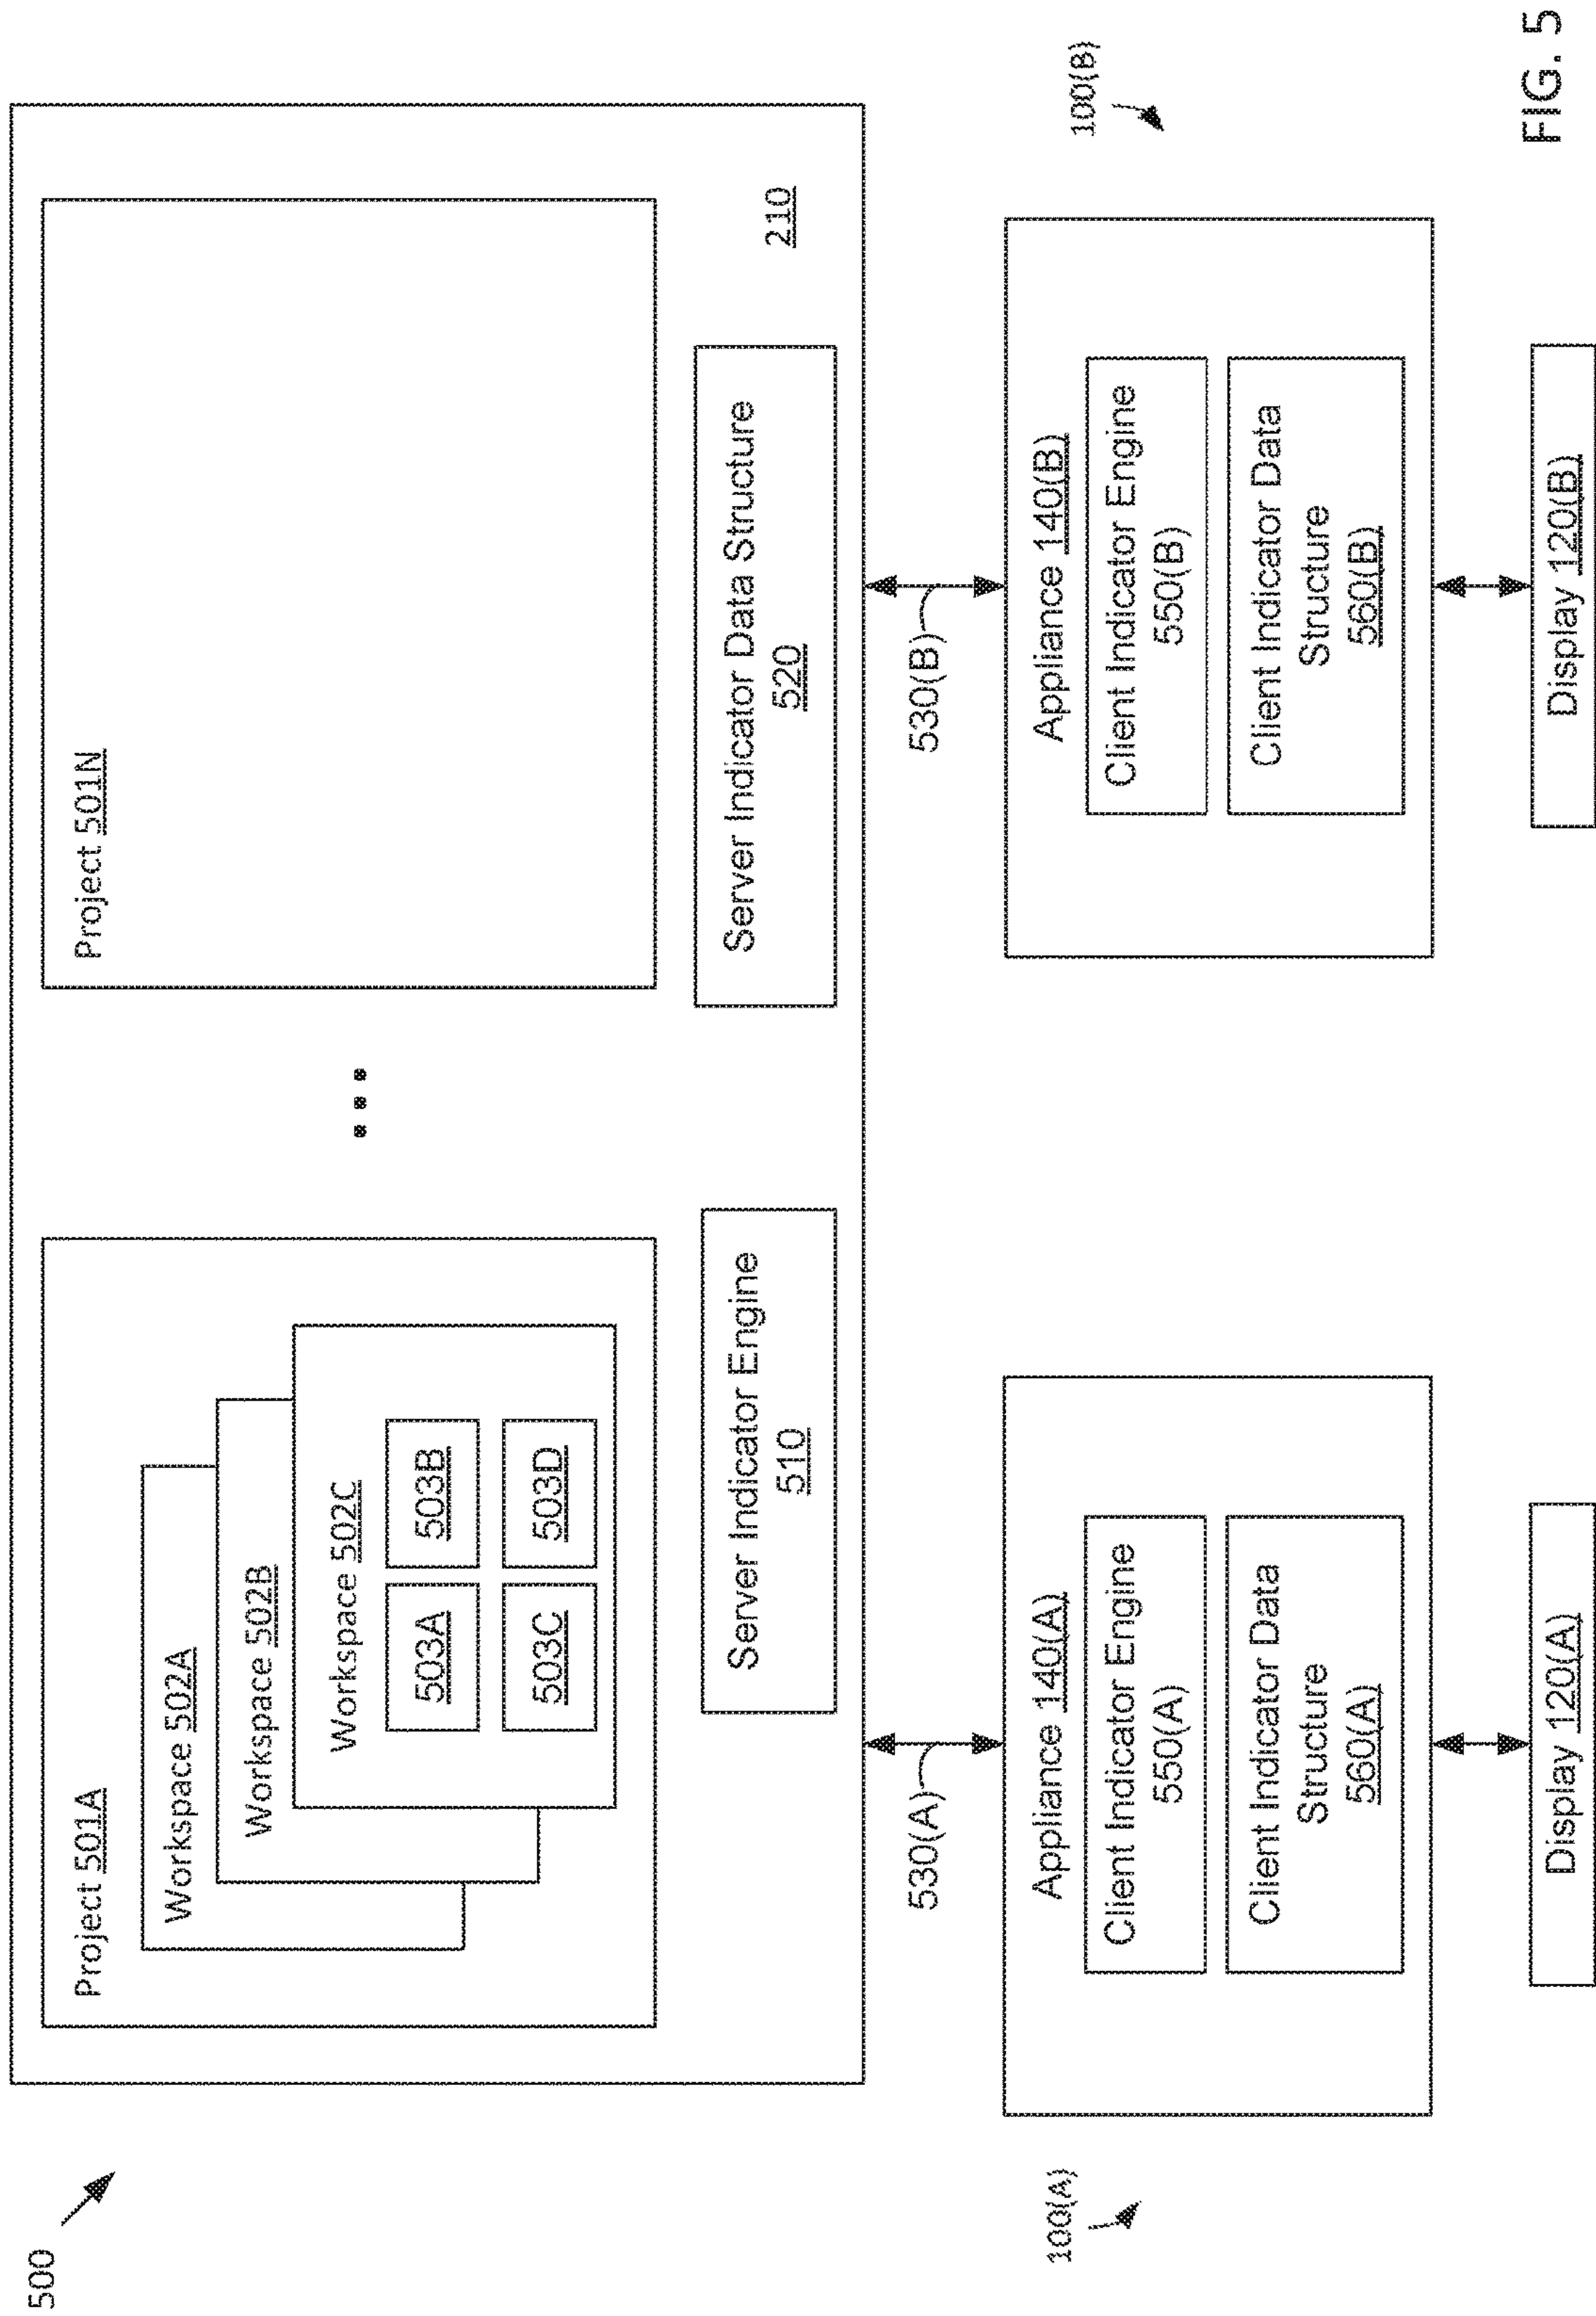 500
Project 501A
Workspace 502A
Workspace 502B
Workspace 502C
503A
503B
503C
503D
Project 501N
Server Indicator Engine
510
Server Indicator Data Structure
520
210
530(A)
530(B)
100(A)
Appliance 140(A)
Client Indicator Engine
550(A)
Client Indicator Data
Structure
560(A)
Display 120(A)
100(B)
Appliance 140(B)
Client Indicator Engine
550(B)
Client Indicator Data
Structure
560(B)
Display 120(B)
FIG. 5